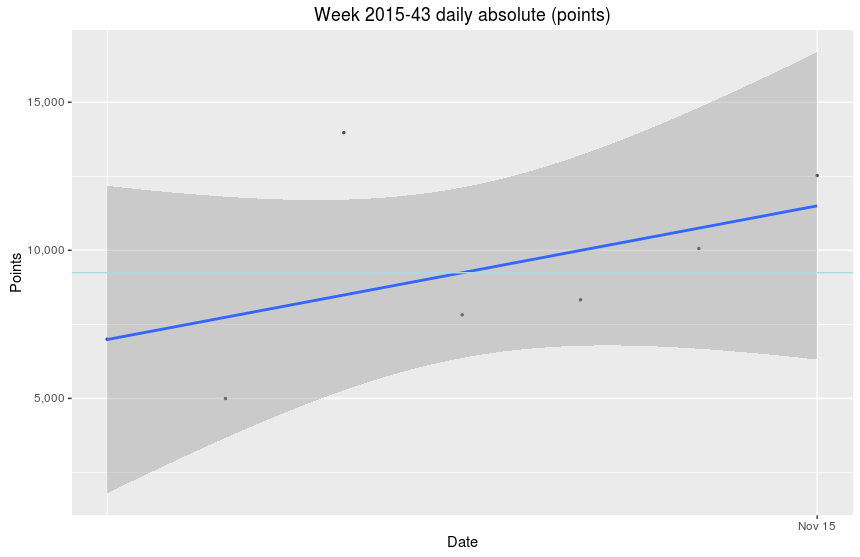 Week 2015-43 daily absolute (points)
15,000
10,000
5,000
Points
Nov 15
Date